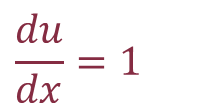 du/dx = 1